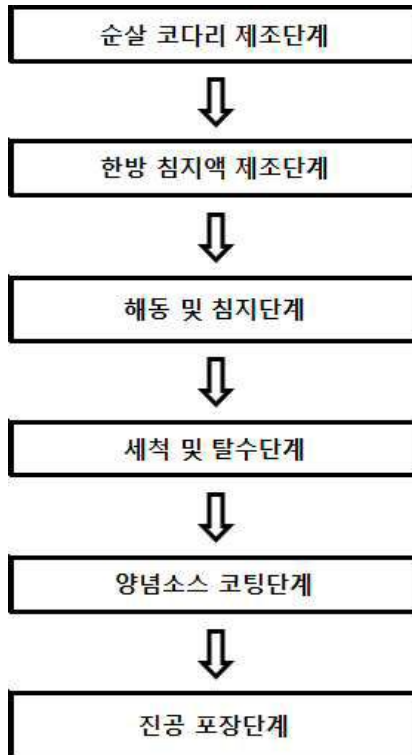 순살 코다리 제조단계
한방 침지액 제조단계
해동 및 침지단계
세척 및 탈수단계
양념소스 코팅단계
진공 포장단계